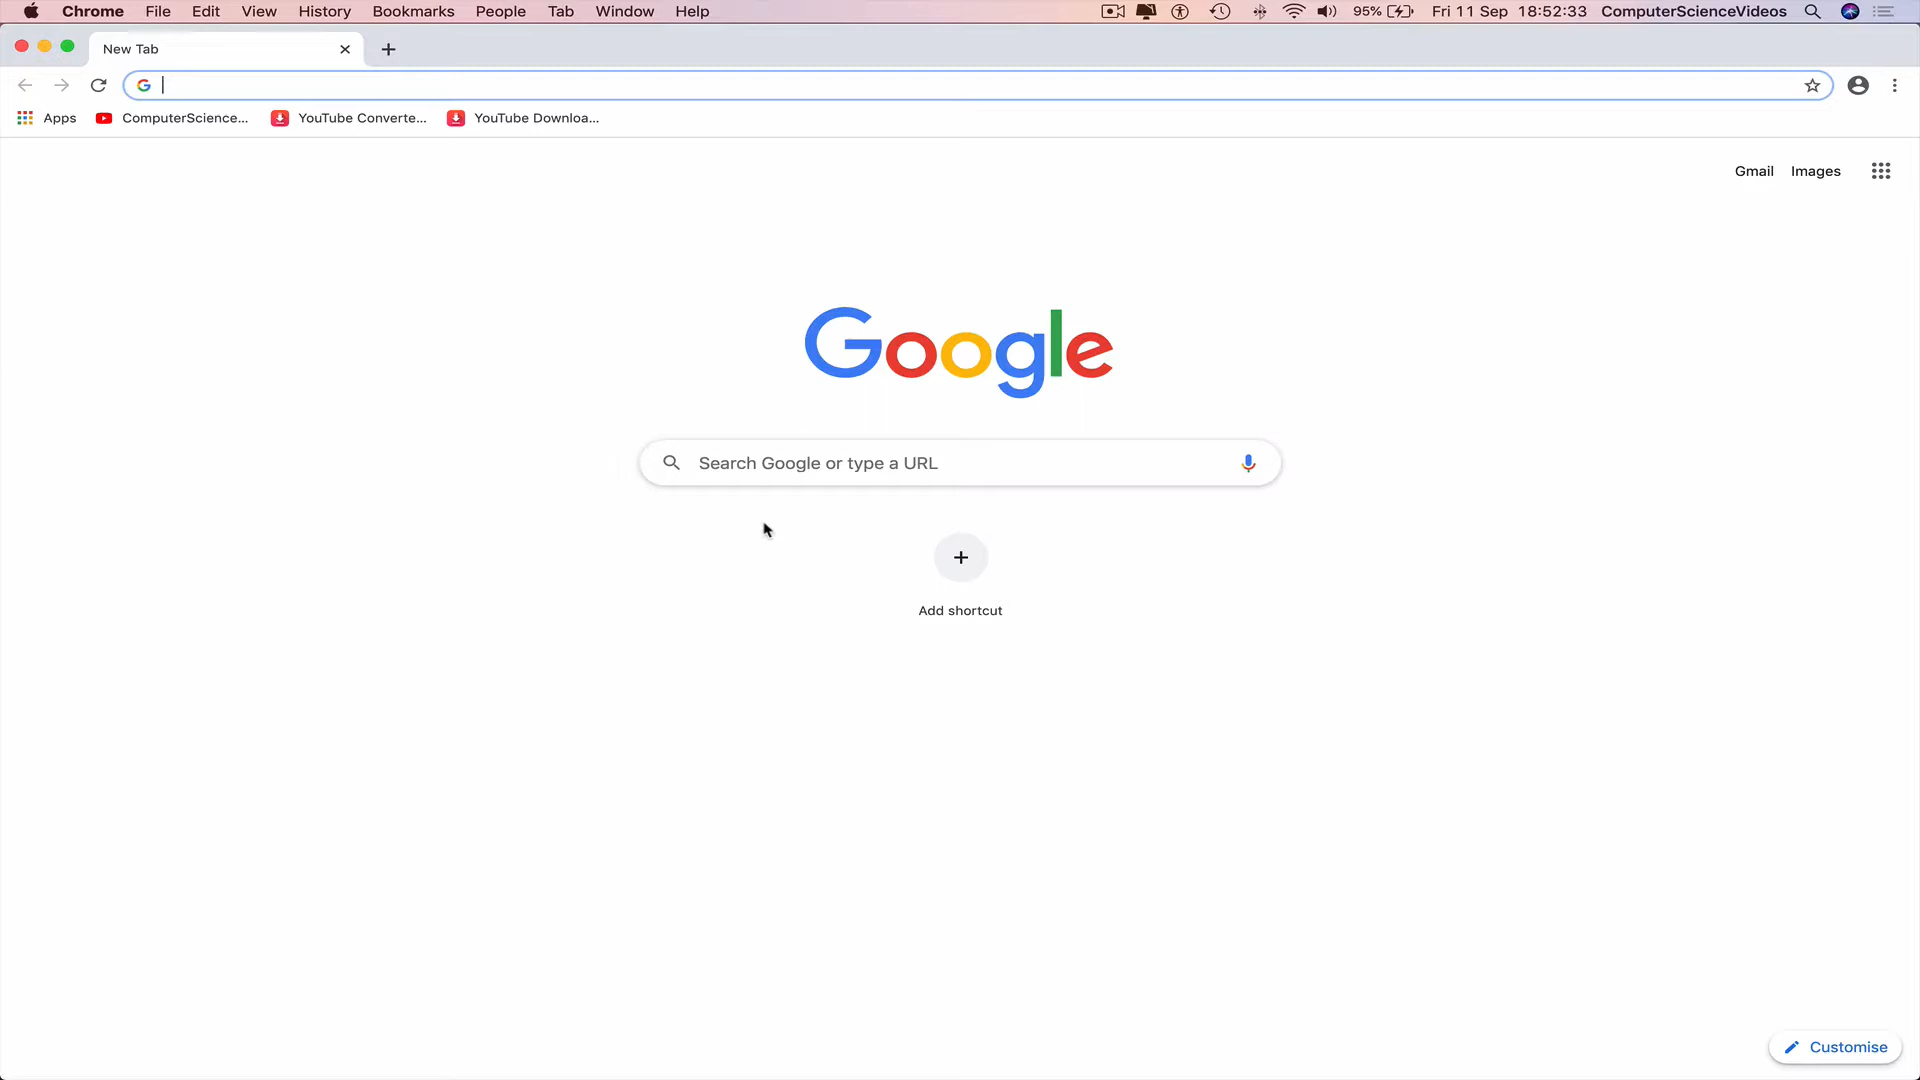 Chrome File Edit View History Bookmarks People Tab Window Help 95% Fri 11 Sep 18:52:33 ComputerScienceVideos
New Tab
Apps ComputerScience... YouTube Converte... YouTube Downloa...
Gmail Images
Google
Search Google or type a URL
Add shortcut
Customise